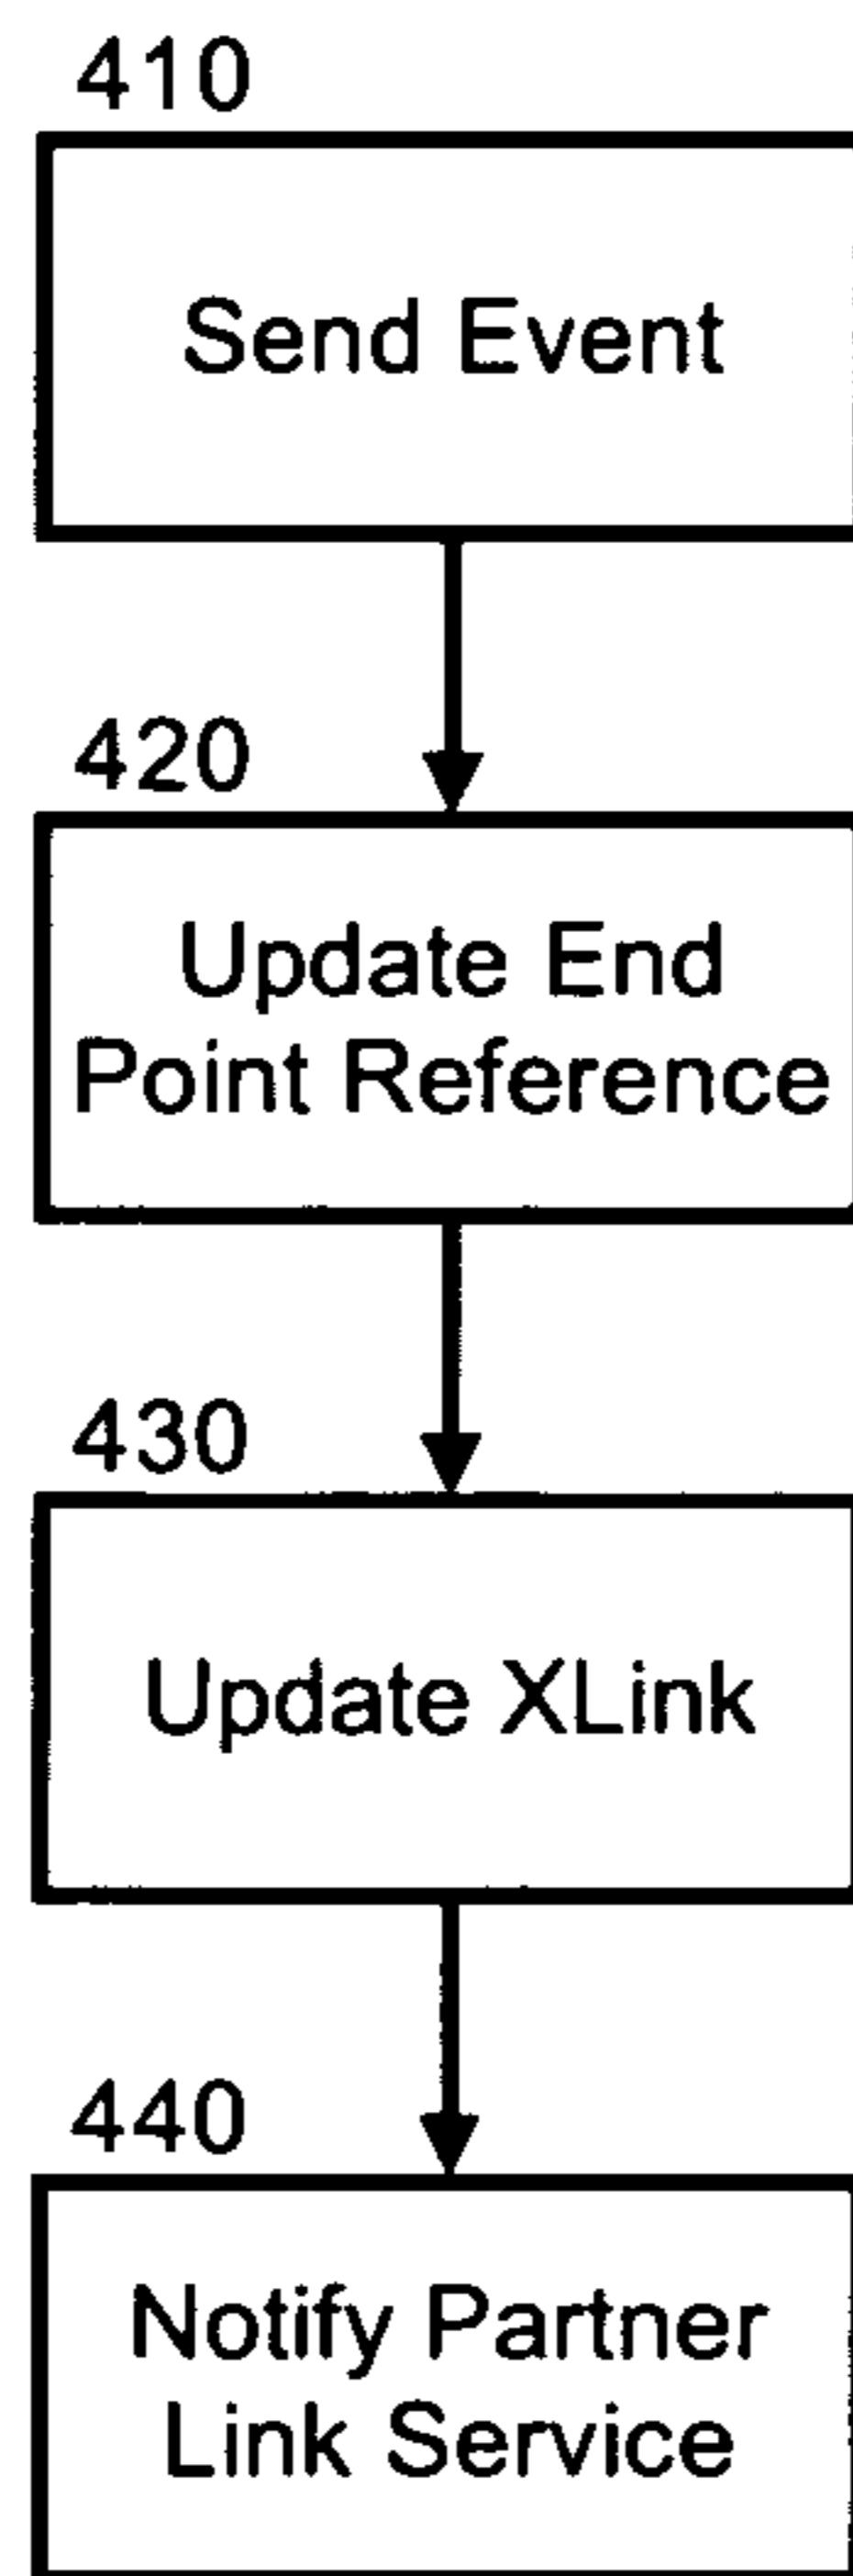 410
Send Event
420
Update End
Point Reference
430
Update XLink
440
Notify Partner
Link Service